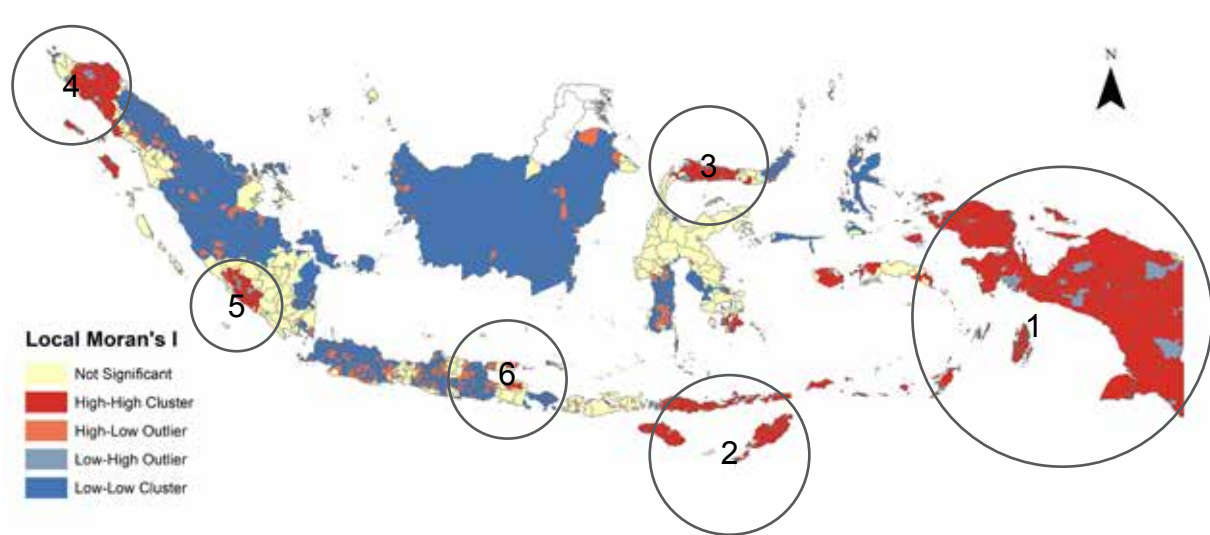 N
4
3
1
5
6
2
Local Moran's I
Not Significant
High-High Cluster
High-Low Outlier
Low-High Outlier
Low-Low Cluster